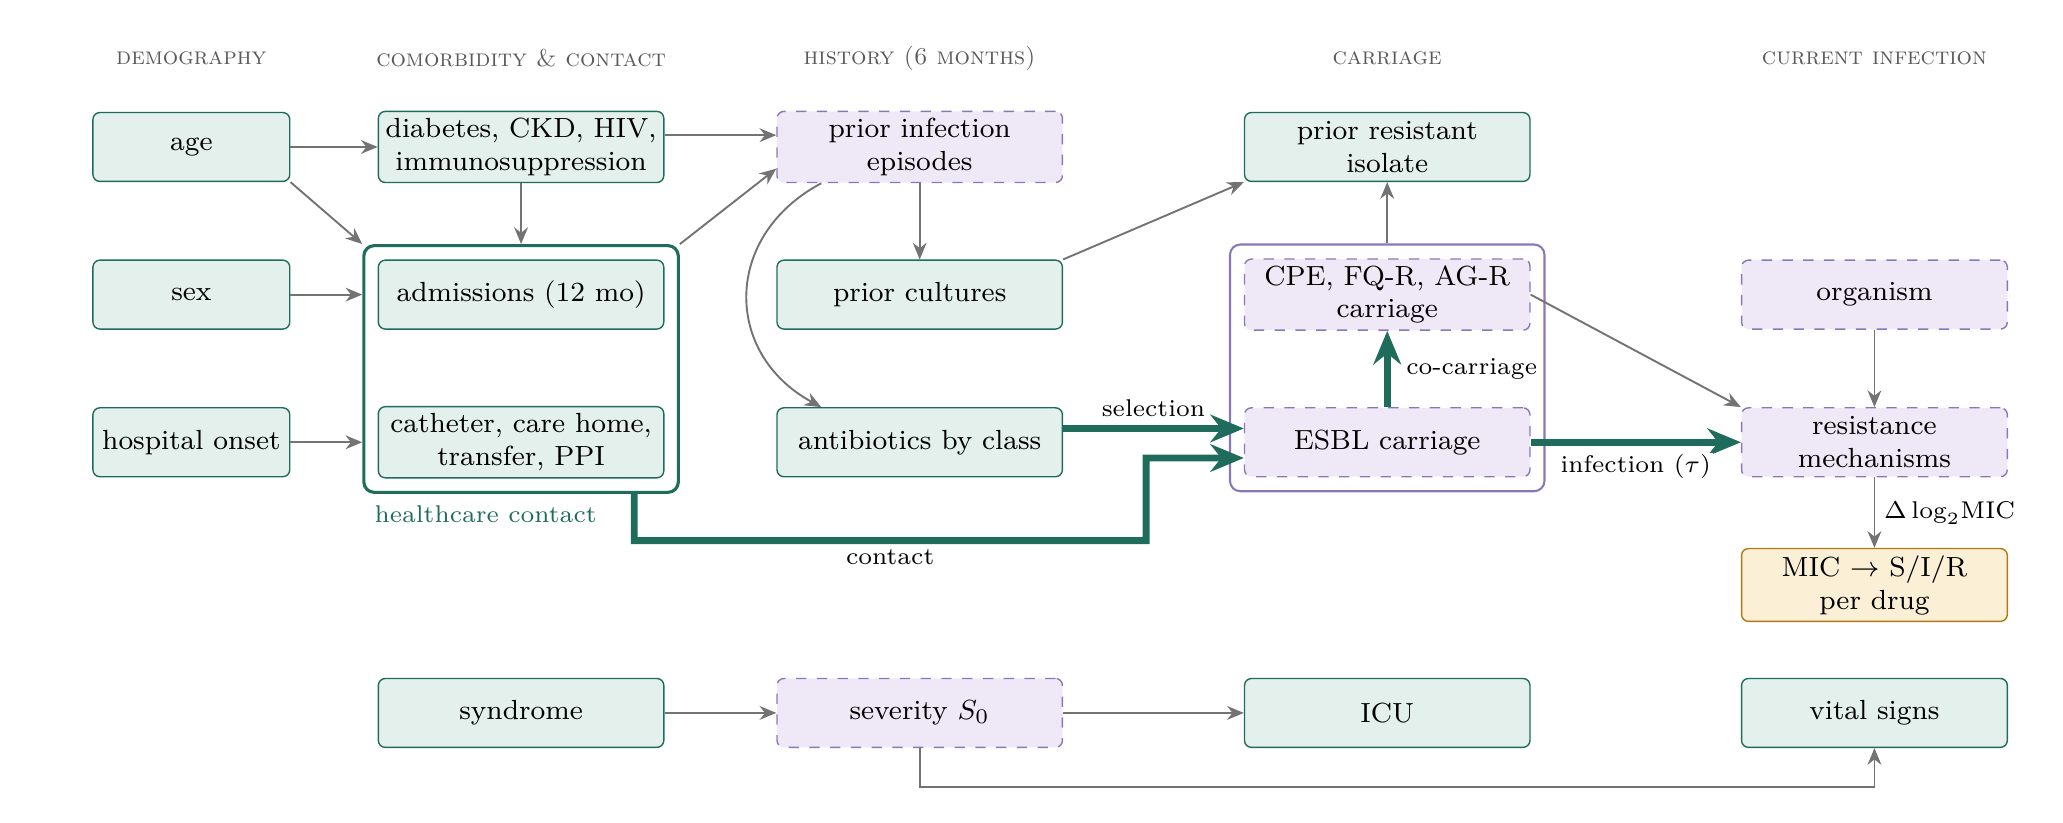 DEMOGRAPHY
COMORBIDITY & CONTACT
HISTORY (6 MONTHS)
CARRIAGE
CURRENT INFECTION
age
diabetes, CKD, HIV,
immunosuppression
prior infection
episodes
prior resistant
isolate
sex
admissions (12 mo)
prior cultures
CPE, FQ-R, AG-R
carriage
organism
co-carriage
hospital onset
catheter, care home,
transfer, PPI
antibiotics by class
selection
ESBL carriage
infection (τ)
resistance
mechanisms
healthcare contact
contact
Δ log₂MIC
MIC → S/I/R
per drug
syndrome
severity S₀
ICU
vital signs